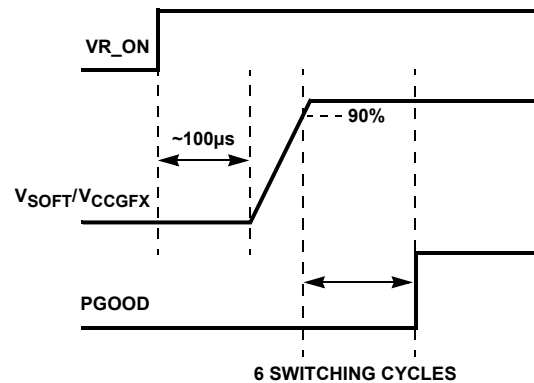 VR_ON
90%
~100µs
VSOFT/VCCGFX
PGOOD
6 SWITCHING CYCLES